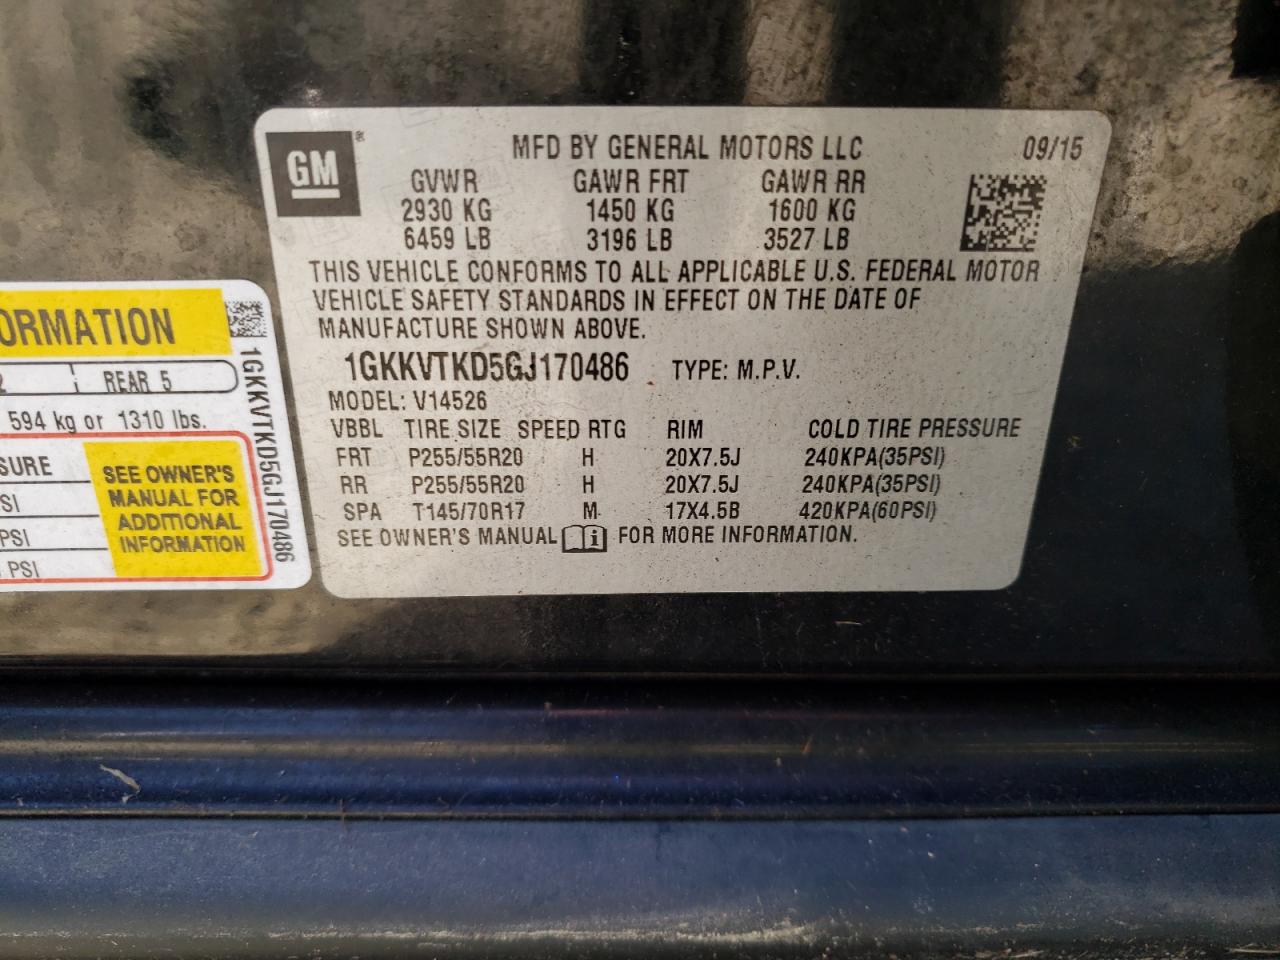 GM
MFD BY GENERAL MOTORS LLC 09/15
GVWR GAWR FRT GAWR RR
2930 KG 1450 KG 1600 KG
6459 LB 3196 LB 3527 LB
THIS VEHICLE CONFORMS TO ALL APPLICABLE U.S. FEDERAL MOTOR
VEHICLE SAFETY STANDARDS IN EFFECT ON THE DATE OF
MANUFACTURE SHOWN ABOVE.
1GKKVTKD5GJ170486 TYPE: M.P.V.
MODEL: V14526
VBBL TIRE SIZE SPEED RTG RIM COLD TIRE PRESSURE
FRT P255/55R20 H 20X7.5J 240KPA(35PSI)
RR P255/55R20 H 20X7.5J 240KPA(35PSI)
SPA T145/70R17 M 17X4.5B 420KPA(60PSI)
SEE OWNER'S MANUAL i FOR MORE INFORMATION.
ORMATION
2 REAR 5
594 kg or 1310 lbs.
SURE
SI
PSI
PSI
SEE OWNER'S
MANUAL FOR
ADDITIONAL
INFORMATION
1GKKVTKD5GJ170486